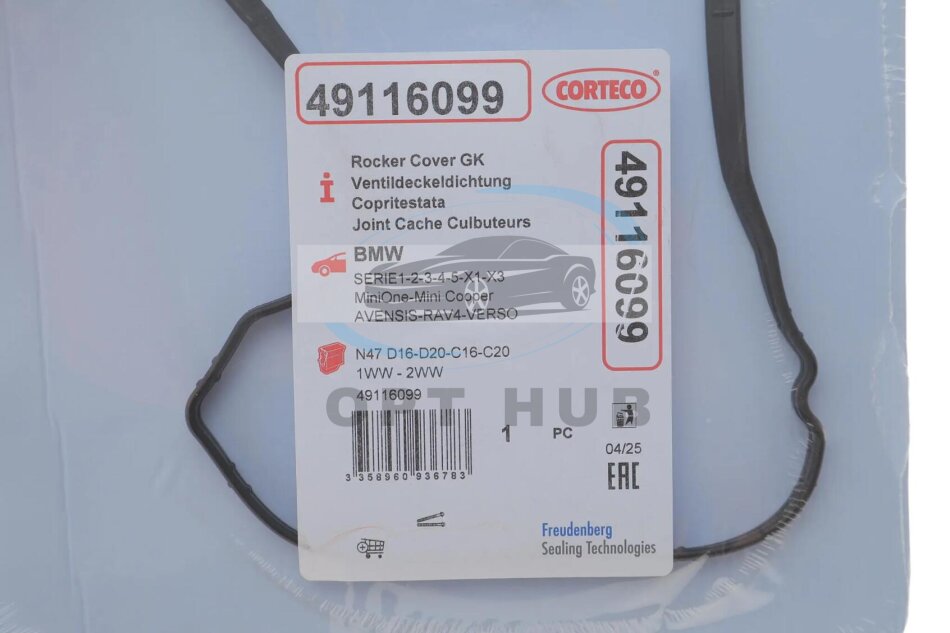 49116099
CORTECO®
Rocker Cover GK
Ventildeckeldichtung
Copritestata
Joint Cache Culbuteurs
49116099
BMW
SERIE1-2-3-4-5-X1-X3
MiniOne-Mini Cooper
AVENSIS-RAV4-VERSO
N47 D16-D20-C16-C20
1WW - 2WW
49116099
OPT HUB
3 358960 936783
1 PC
04/25
EAC
Freudenberg
Sealing Technologies